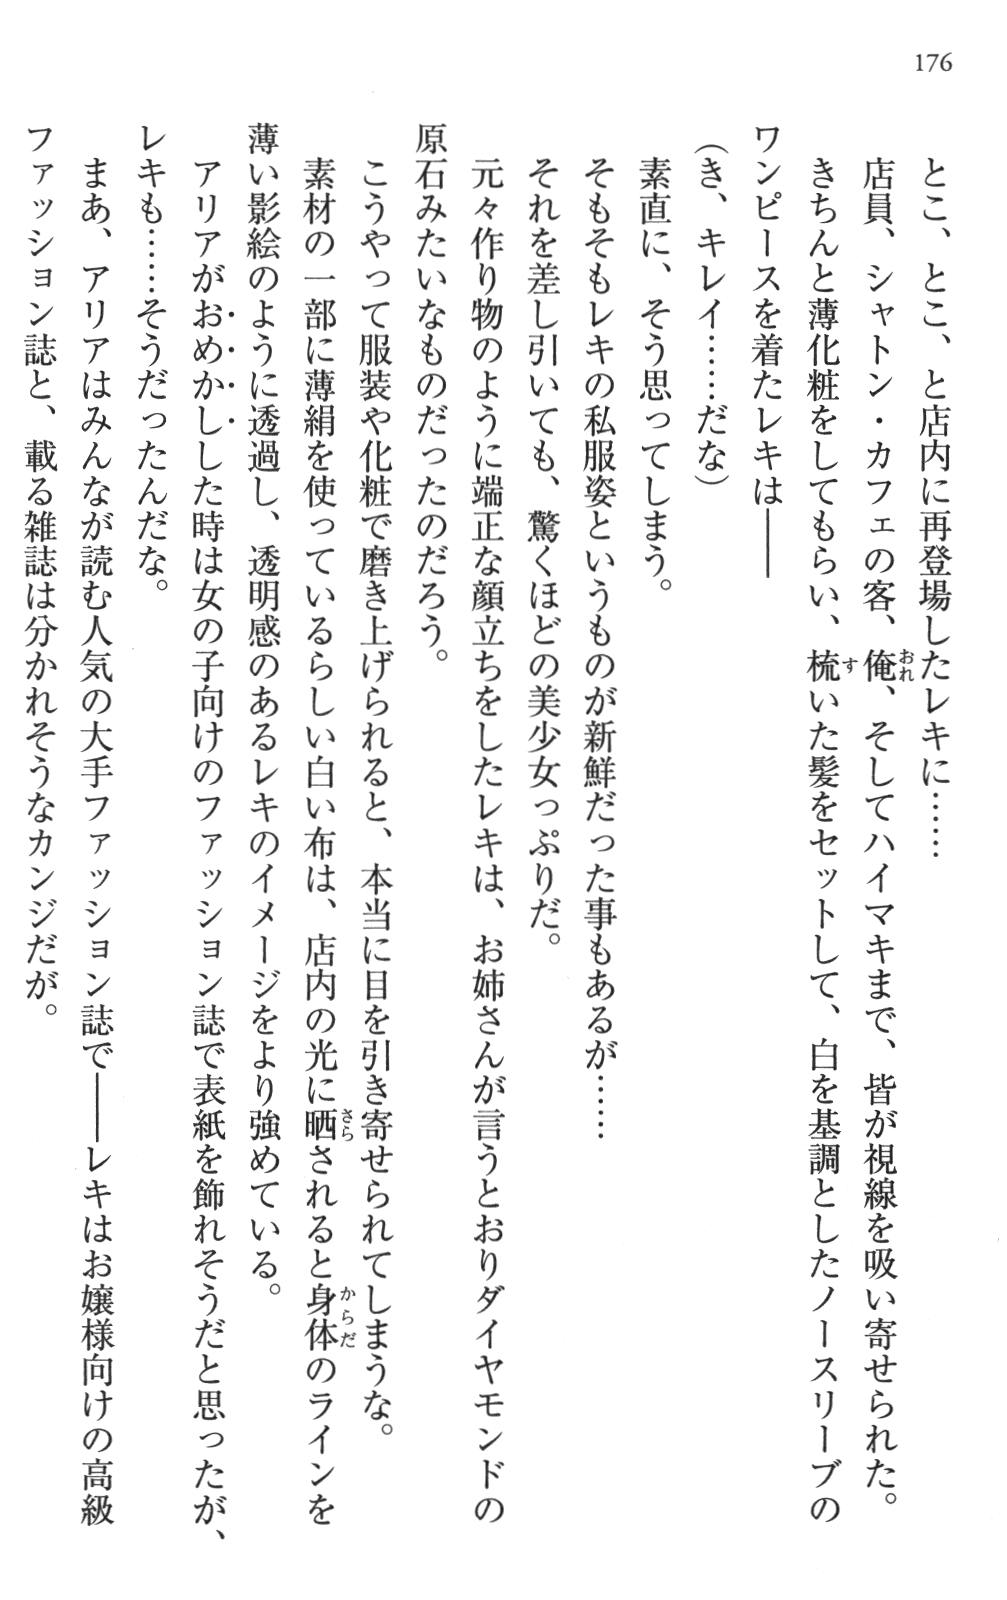 176
とこ、とこ、と店内に再登場したレキに……
店員、シャトン・カフェの客、俺、そしてハイマキまで、皆が視線を吸い寄せられた。
きちんと薄化粧をしてもらい、梳いた髪をセットして、白を基調としたノースリーブの
ワンピースを着たレキは――
（き、キレイ……だな）
素直に、そう思ってしまう。
そもそもレキの私服姿というものが新鮮だった事もあるが……
それを差し引いても、驚くほどの美少女っぷりだ。
元々作り物のように端正な顔立ちをしたレキは、お姉さんが言うとおりダイヤモンドの
原石みたいなものだったのだろう。
こうやって服装や化粧で磨き上げられると、本当に目を引き寄せられてしまうな。
素材の一部に薄絹を使っているらしい白い布は、店内の光に晒されると身体のラインを
薄い影絵のように透過し、透明感のあるレキのイメージをより強めている。
アリアがおめかしした時は女の子向けのファッション誌で表紙を飾れそうだと思ったが、
レキも……そうだったんだな。
まあ、アリアはみんなが読む人気の大手ファッション誌で――レキはお嬢様向けの高級
ファッション誌と、載る雑誌は分かれそうなカンジだが。